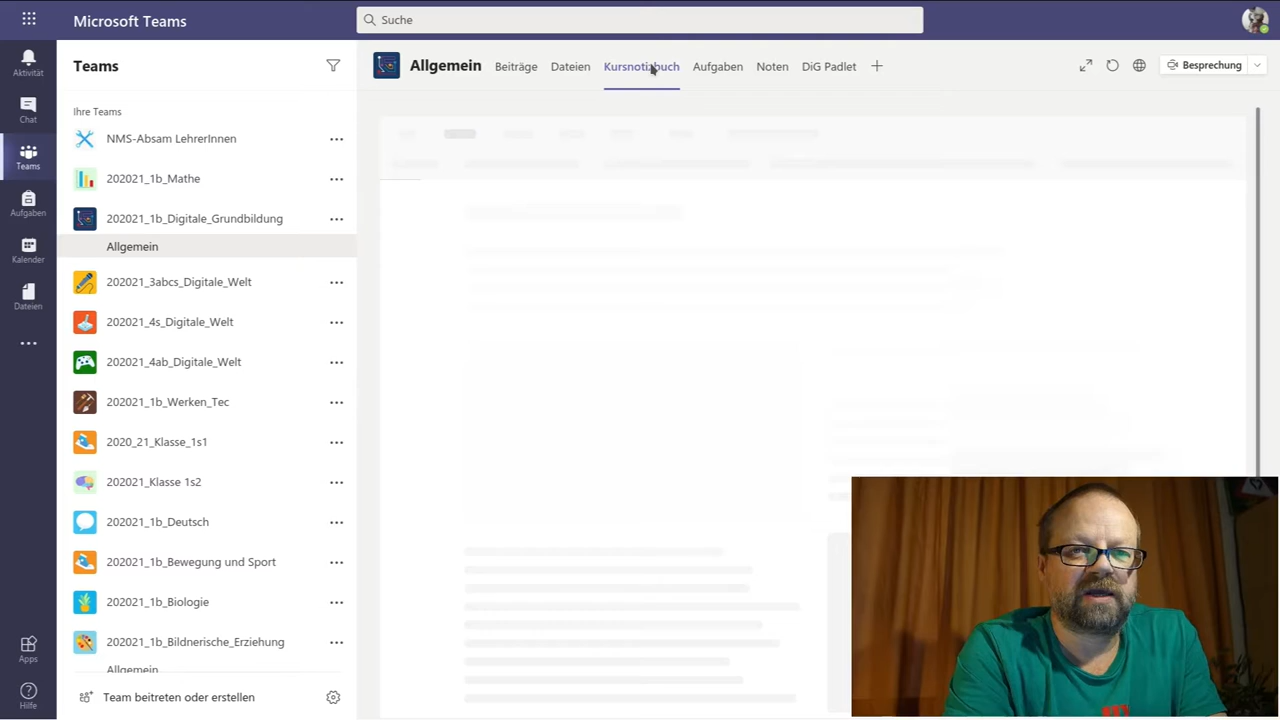 Microsoft Teams
Suche
Aktivität
Chat
Teams
Aufgaben
Kalender
Dateien
Apps
Hilfe
Teams
Ihre Teams
NMS-Absam LehrerInnen
202021_1b_Mathe
202021_1b_Digitale_Grundbildung
Allgemein
202021_3abcs_Digitale_Welt
202021_4s_Digitale_Welt
202021_4ab_Digitale_Welt
202021_1b_Werken_Tec
2020_21_Klasse_1s1
202021_Klasse 1s2
202021_1b_Deutsch
202021_1b_Bewegung und Sport
202021_1b_Biologie
202021_1b_Bildnerische_Erziehung
Allgemein
Team beitreten oder erstellen
Allgemein Beiträge Dateien Kursnotizbuch Aufgaben Noten DiG Padlet
Besprechung